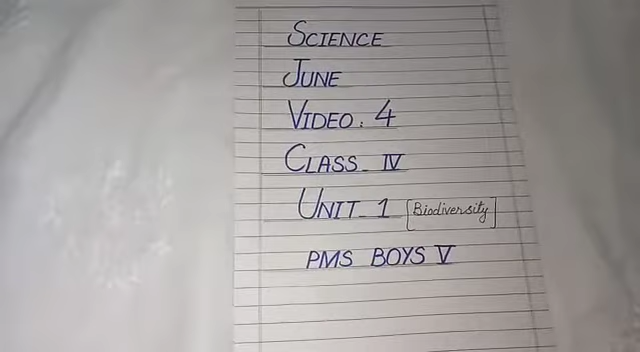 SCIENCE
JUNE
VIDEO: 4
CLASS IV
UNIT 1 [Biodiversity]
PMS BOYS V